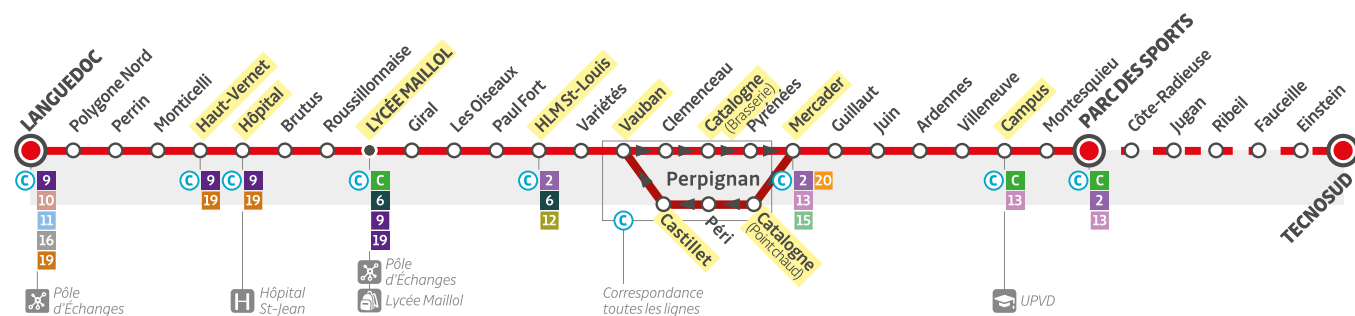 LANGUEDOC
Polygone Nord
Perrin
Monticelli
Haut-Vernet
Hôpital
Brutus
Roussillonnaise
LYCÉE MAILLOL
Giral
Les Oiseaux
Paul Fort
HLM St-Louis
Variétés
Vauban
Clemenceau
Catalogne
(Brasserie)
Pyrénées
Mercader
Guillaut
Juin
Ardennes
Villeneuve
Campus
Montesquieu
PARC DES SPORTS
Côte-Radieuse
Jugan
Ribeil
Fauceille
Einstein
TECNOSUD
Perpignan
Castillet
Péri
Catalogne
(Point chaud)
C 9
10
11
16
19
C 9
19
C 9
19
C C
6
9
19
C 2
6
12
C
C 2 20
13
15
C C
13
C C
2
13
Pôle
d'Échanges
H Hôpital
St-Jean
Pôle
d'Échanges
Lycée Maillol
Correspondance
toutes les lignes
UPVD